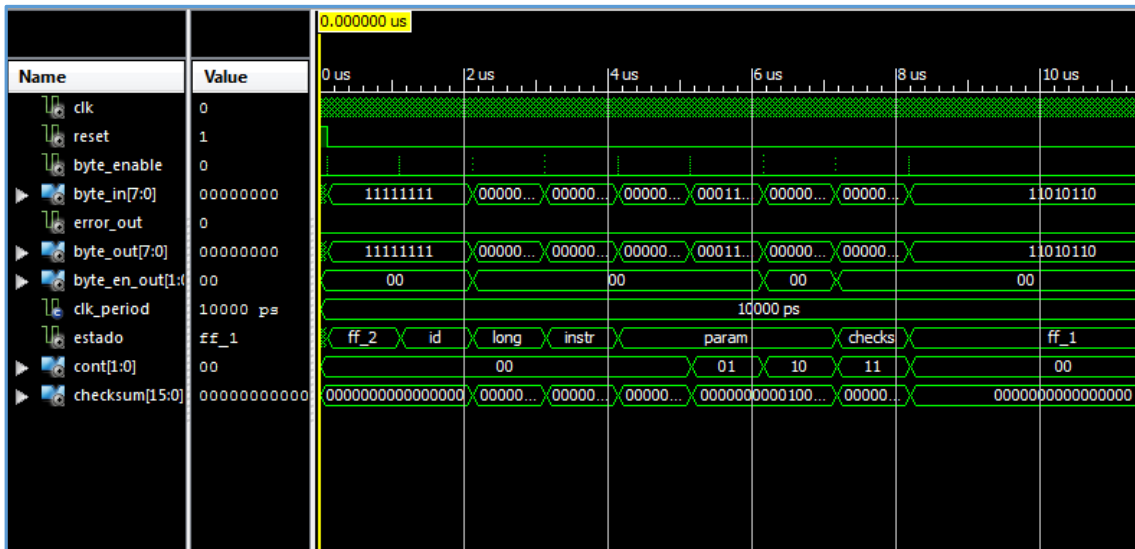 0.000000 us
Name Value 0 us 2 us 4 us 6 us 8 us 10 us
clk 0
reset 1
byte_enable 0
byte_in[7:0] 00000000 11111111 00000... 00000... 00000... 00011... 00000... 00000... 11010110
error_out 0
byte_out[7:0] 00000000 11111111 00000... 00000... 00000... 00011... 00000... 00000... 11010110
byte_en_out[1:0 00 00 00 00 00
clk_period 10000 ps 10000 ps
estado ff_1 ff_2 id long instr param checks ff_1
cont[1:0] 00 00 01 10 11 00
checksum[15:0] 00000000000 0000000000000000 00000... 00000... 00000... 0000000000100... 00000... 0000000000000000